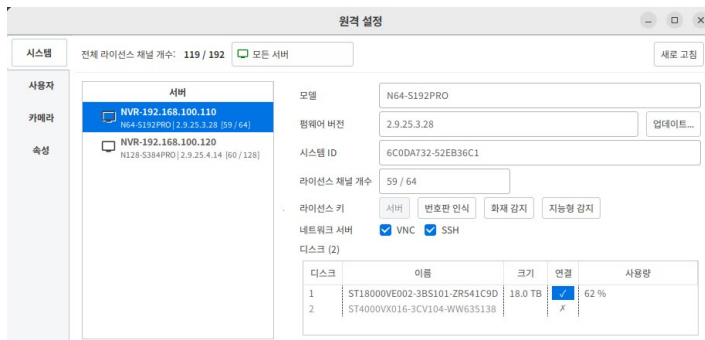 원격 설정
시스템
전체 라이선스 채널 개수: 119 / 192
모든 서버
새로 고침
사용자
카메라
속성
서버
NVR-192.168.100.110
N64-S192PRO | 2.9.25.3.28 [59 / 64]
NVR-192.168.100.120
N128-S384PRO | 2.9.25.4.14 [60 / 128]
모델 N64-S192PRO
펌웨어 버전 2.9.25.3.28 업데이트...
시스템 ID 6C0DA732-52EB36C1
라이선스 채널 개수 59 / 64
라이선스 키 서버 번호판 인식 화재 감지 지능형 감지
네트워크 서버 VNC SSH
디스크 (2)
디스크 이름 크기 연결 사용량
1 ST18000VE002-3BS101-ZR541C9D 18.0 TB ✓ 62 %
2 ST4000VX016-3CV104-WW635138 ✗